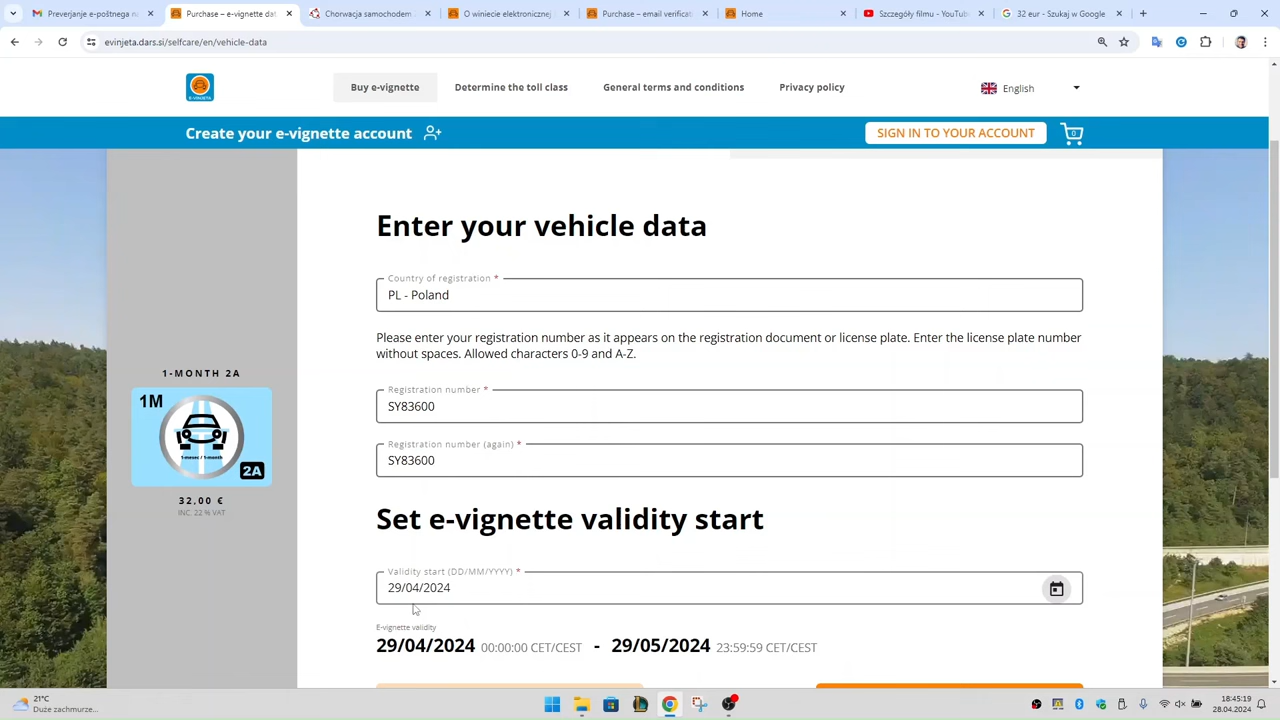 Preverjanje e-poštnega na
Purchase – e-vignette dat
Chorwacja samochodem
O winiecie elektronicznej
Purchase – email verificat
Home
Szczegóły filmu - YouTube
32 eur - Szukaj w Google
evinjeta.dars.si/selfcare/en/vehicle-data
E-VINJETA
Buy e-vignette
Determine the toll class
General terms and conditions
Privacy policy
English
Create your e-vignette account
SIGN IN TO YOUR ACCOUNT
0
Enter your vehicle data
Country of registration *
PL - Poland
Please enter your registration number as it appears on the registration document or license plate. Enter the license plate number
without spaces. Allowed characters 0-9 and A-Z.
1-MONTH 2A
1M
1-mesec / 1-month
2A
32,00 €
INC. 22 % VAT
Registration number *
SY83600
Registration number (again) *
SY83600
Set e-vignette validity start
Validity start (DD/MM/YYYY) *
29/04/2024
E-vignette validity
29/04/2024 00:00:00 CET/CEST - 29/05/2024 23:59:59 CET/CEST
21°C
Duże zachmurze...
18:45:19
28.04.2024